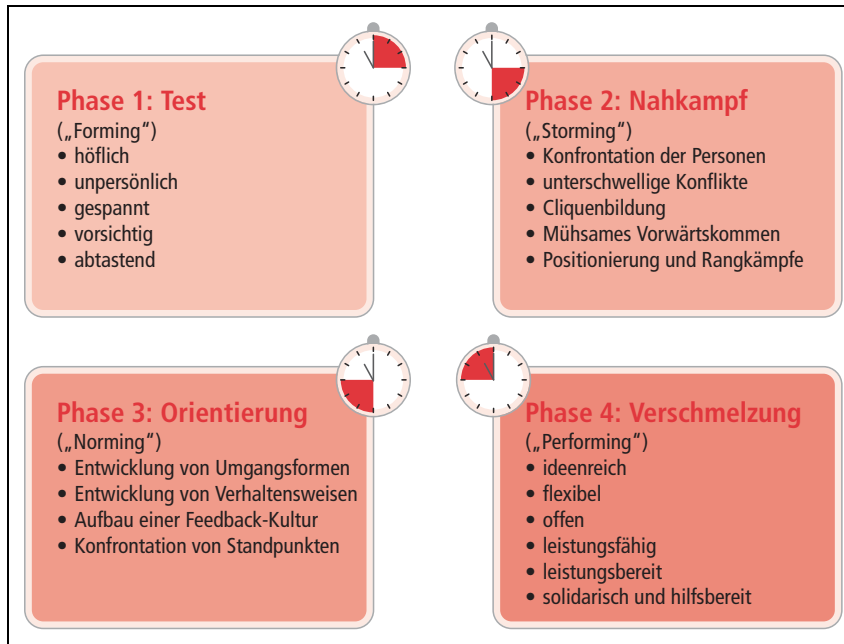 Phase 1: Test
(„Forming“)
• höflich
• unpersönlich
• gespannt
• vorsichtig
• abtastend
Phase 2: Nahkampf
(„Storming“)
• Konfrontation der Personen
• unterschwellige Konflikte
• Cliquenbildung
• Mühsames Vorwärtskommen
• Positionierung und Rangkämpfe
Phase 3: Orientierung
(„Norming“)
• Entwicklung von Umgangsformen
• Entwicklung von Verhaltensweisen
• Aufbau einer Feedback-Kultur
• Konfrontation von Standpunkten
Phase 4: Verschmelzung
(„Performing“)
• ideenreich
• flexibel
• offen
• leistungsfähig
• leistungsbereit
• solidarisch und hilfsbereit